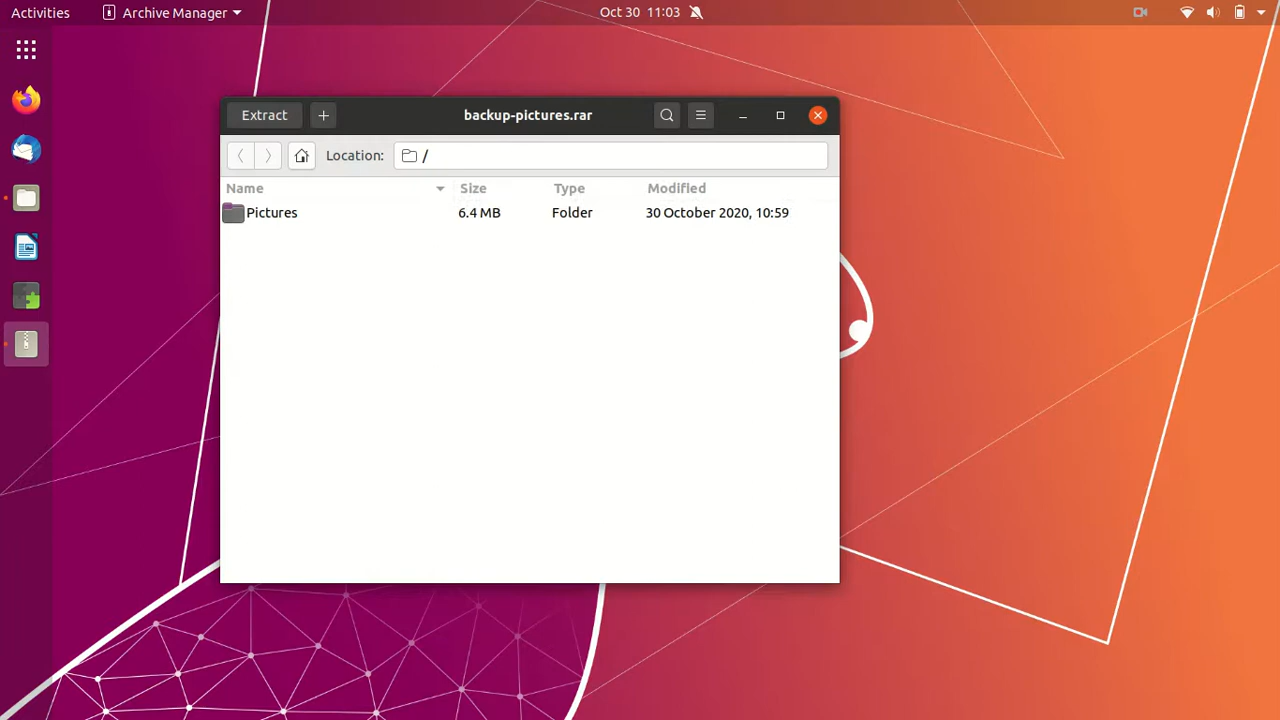 Activities Archive Manager Oct 30 11:03
Extract + backup-pictures.rar
Location: /
Name Size Type Modified
Pictures 6.4 MB Folder 30 October 2020, 10:59